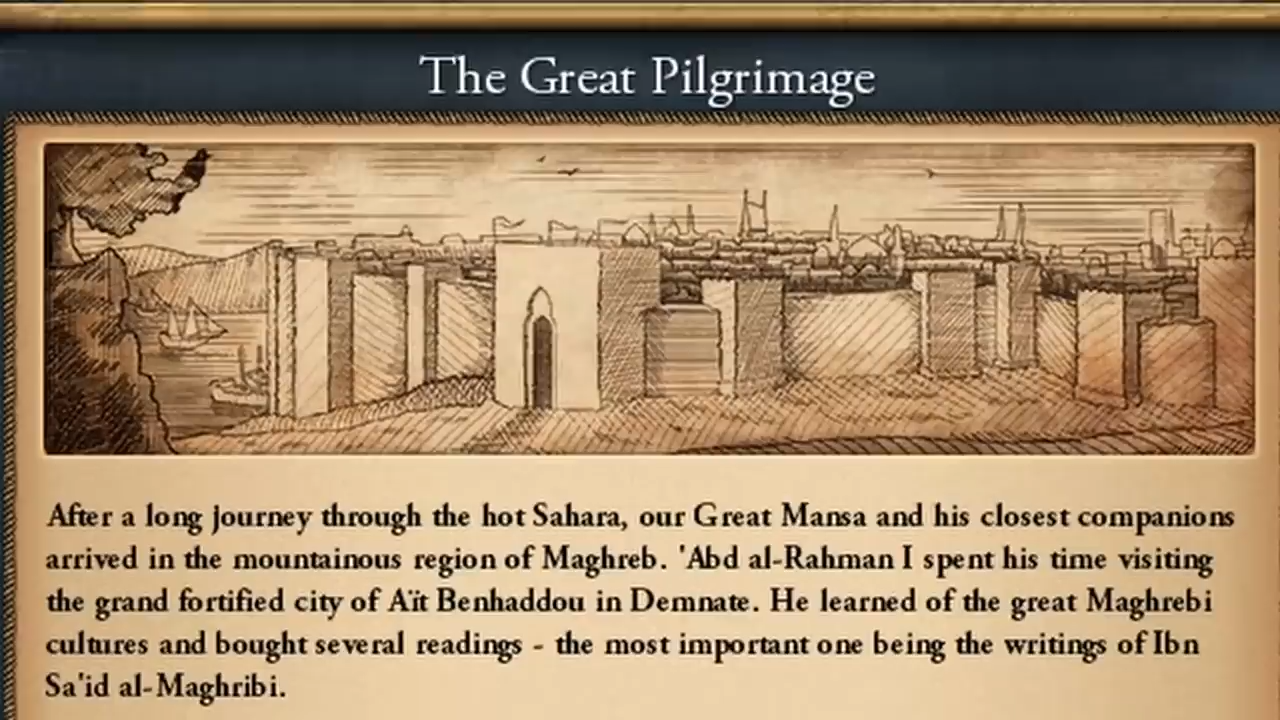 The Great Pilgrimage
After a long journey through the hot Sahara, our Great Mansa and his closest companions
arrived in the mountainous region of Maghreb. 'Abd al-Rahman I spent his time visiting
the grand fortified city of Aït Benhaddou in Demnate. He learned of the great Maghrebi
cultures and bought several readings - the most important one being the writings of Ibn
Sa'id al-Maghribi.